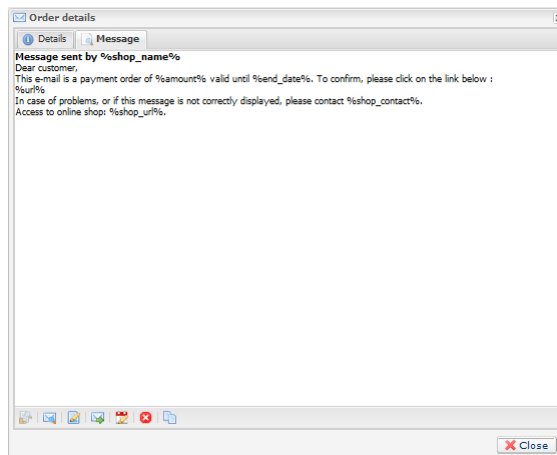 Order details
Details Message
Message sent by %shop_name%
Dear customer,
This e-mail is a payment order of %amount% valid until %end_date%. To confirm, please click on the link below :
%url%
In case of problems, or if this message is not correctly displayed, please contact %shop_contact%.
Access to online shop: %shop_url%.
Close